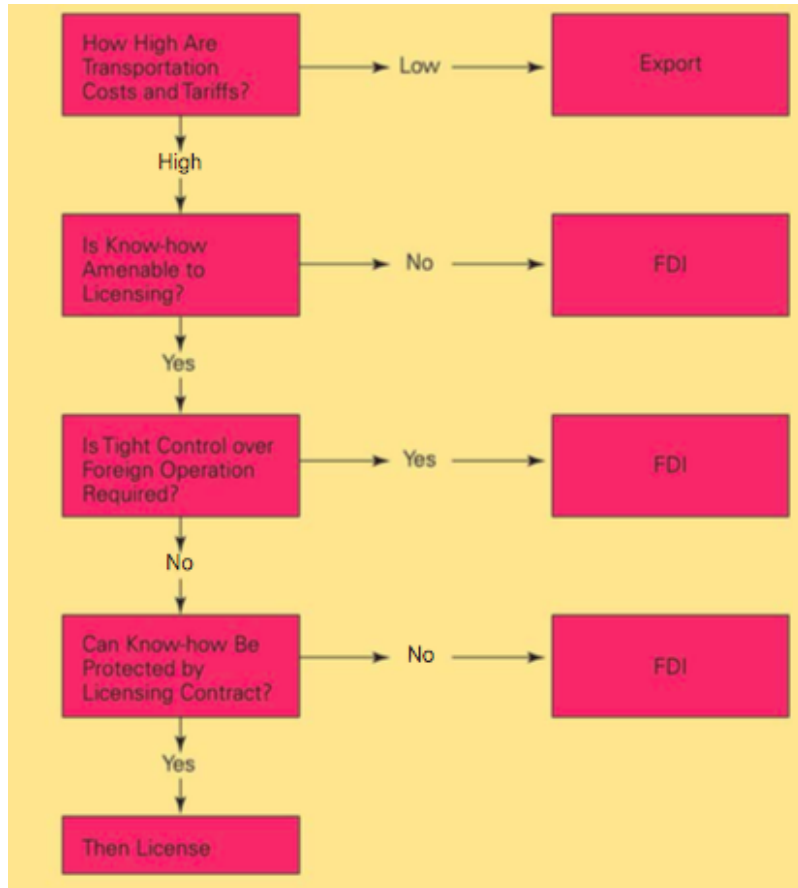 How High Are
Transportation
Costs and Tariffs?
Low
Export
High
Is Know-how
Amenable to
Licensing?
No
FDI
Yes
Is Tight Control over
Foreign Operation
Required?
Yes
FDI
No
Can Know-how Be
Protected by
Licensing Contract?
No
FDI
Yes
Then License